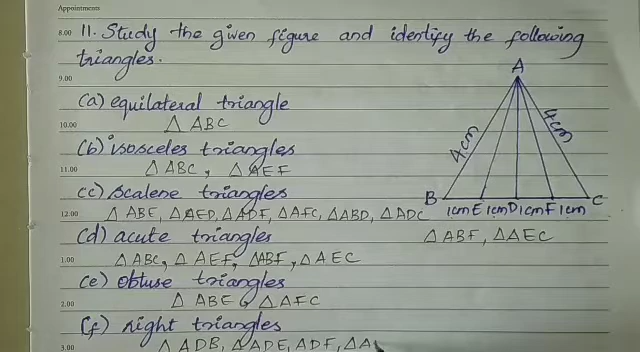 Appointments
8.00 11. Study the given figure and identify the following
triangles.
9.00
(a) equilateral triangle
10.00 △ ABC
(b) isosceles triangles
11.00 △ ABC, △ AEF
(c) scalene triangles
12.00 △ ABE, △AED, △ADF, △AFC, △ABD, △ADC
△ABF, △AEC
(d) acute triangles
1.00 △ ABC, △ AEF, △ABF, △AEC
(e) obtuse triangles
2.00 △ ABE, △ AFC
(f) right triangles
3.00 △ ADB, △ADE, ADF, △A
A
4cm 4cm
B C
1cm E 1cm D 1cm F 1cm